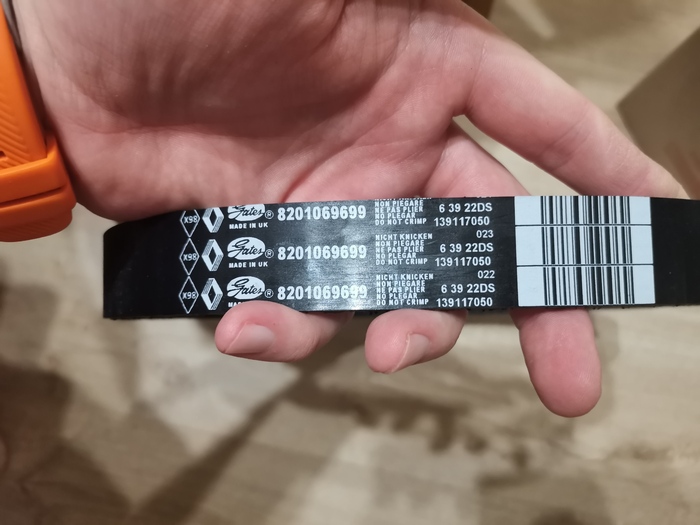 X98 Gates® 8201069699 NON PIEGARE 6 39 22DS
MADE IN UK NE PAS PLIER
NO PLEGAR
DO NOT CRIMP 139117050
023
X98 Gates® 8201069699 NICHT KNICKEN
NON PIEGARE
MADE IN UK NE PAS PLIER 6 39 22DS
NO PLEGAR
DO NOT CRIMP 139117050
022
X98 Gates® 8201069699 NICHT KNICKEN
NON PIEGARE
MADE IN UK NE PAS PLIER 6 39 22DS
NO PLEGAR
DO NOT CRIMP 139117050